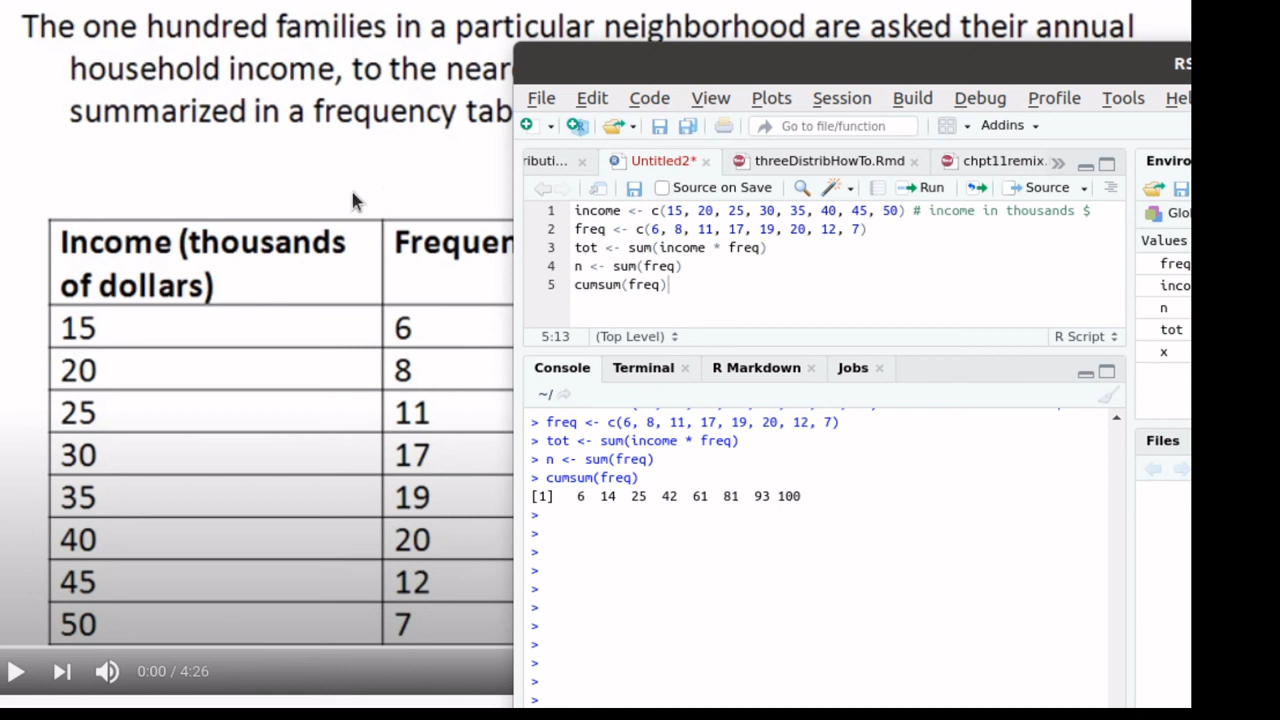 The one hundred families in a particular neighborhood are asked their annual
household income, to the near
summarized in a frequency tab
Income (thousands of dollars) Frequen
15 6
20 8
25 11
30 17
35 19
40 20
45 12
50 7
0:00 / 4:26
RS
File Edit Code View Plots Session Build Debug Profile Tools Hel
Go to file/function Addins
ributi... Untitled2* threeDistribHowTo.Rmd chpt11remix.
Source on Save Run Source
1 income <- c(15, 20, 25, 30, 35, 40, 45, 50) # income in thousands $
2 freq <- c(6, 8, 11, 17, 19, 20, 12, 7)
3 tot <- sum(income * freq)
4 n <- sum(freq)
5 cumsum(freq)
5:13 (Top Level) R Script
Console Terminal R Markdown Jobs
~/
> freq <- c(6, 8, 11, 17, 19, 20, 12, 7)
> tot <- sum(income * freq)
> n <- sum(freq)
> cumsum(freq)
[1] 6 14 25 42 61 81 93 100
>
>
>
>
>
>
>
>
>
>
>
Enviro
Glo
Values
freq
inco
n
tot
x
Files